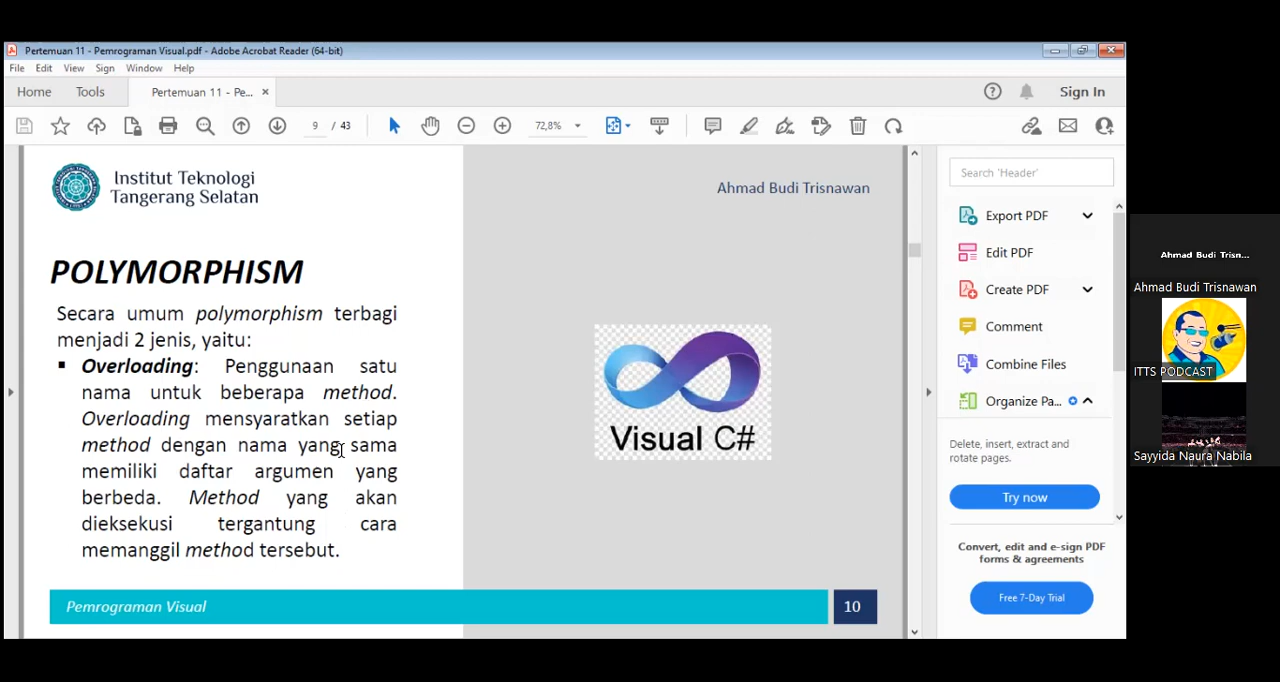 Pertemuan 11 - Pemrograman Visual.pdf - Adobe Acrobat Reader (64-bit)
File Edit View Sign Window Help
Home Tools Pertemuan 11 - Pe... × Sign In
9 / 43 72,8%
Institut Teknologi
Tangerang Selatan
Ahmad Budi Trisnawan
POLYMORPHISM
Secara umum polymorphism terbagi
menjadi 2 jenis, yaitu:
▪ Overloading: Penggunaan satu
nama untuk beberapa method.
Overloading mensyaratkan setiap
method dengan nama yang sama
memiliki daftar argumen yang
berbeda. Method yang akan
dieksekusi tergantung cara
memanggil method tersebut.
Visual C#
Pemrograman Visual 10
Search 'Header'
Export PDF
Edit PDF
Create PDF
Comment
Combine Files
Organize Pa...
Delete, insert, extract and
rotate pages.
Try now
Convert, edit and e-sign PDF
forms & agreements
Free 7-Day Trial
Ahmad Budi Trisn...
Ahmad Budi Trisnawan
ITTS PODCAST
Sayyida Naura Nabila